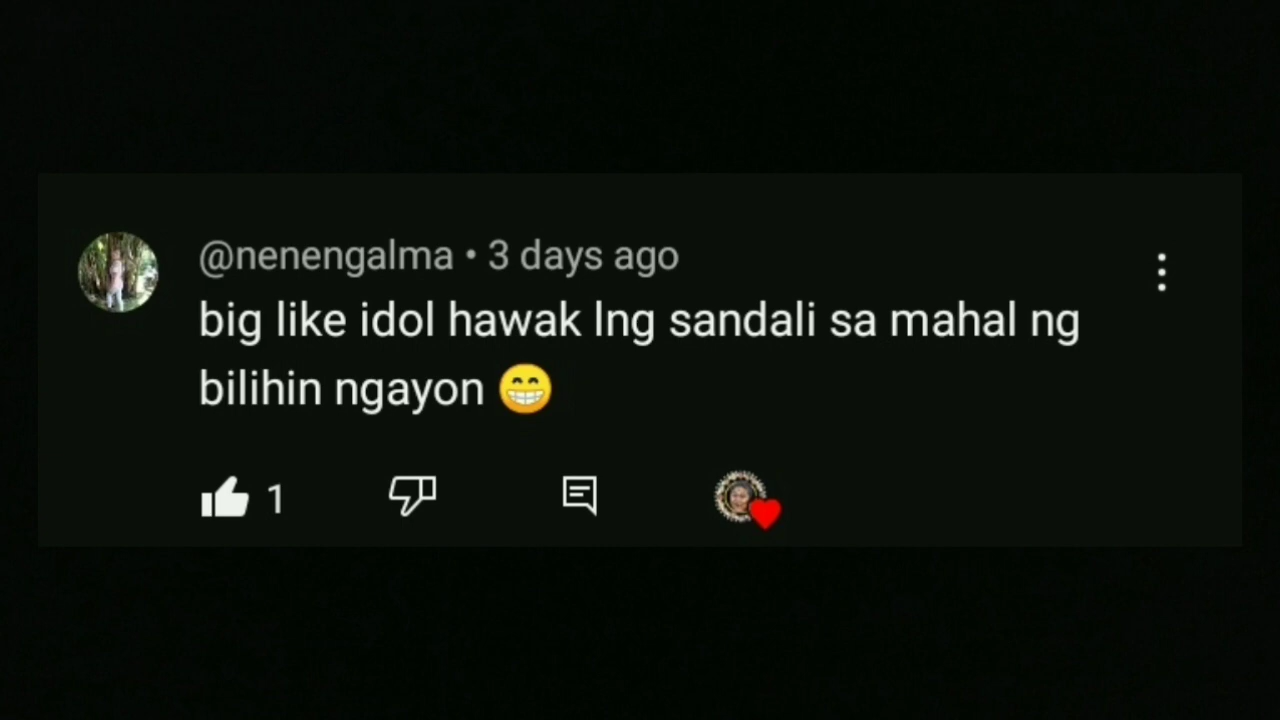 @nenengalma • 3 days ago
big like idol hawak lng sandali sa mahal ng
bilihin ngayon 😁
1